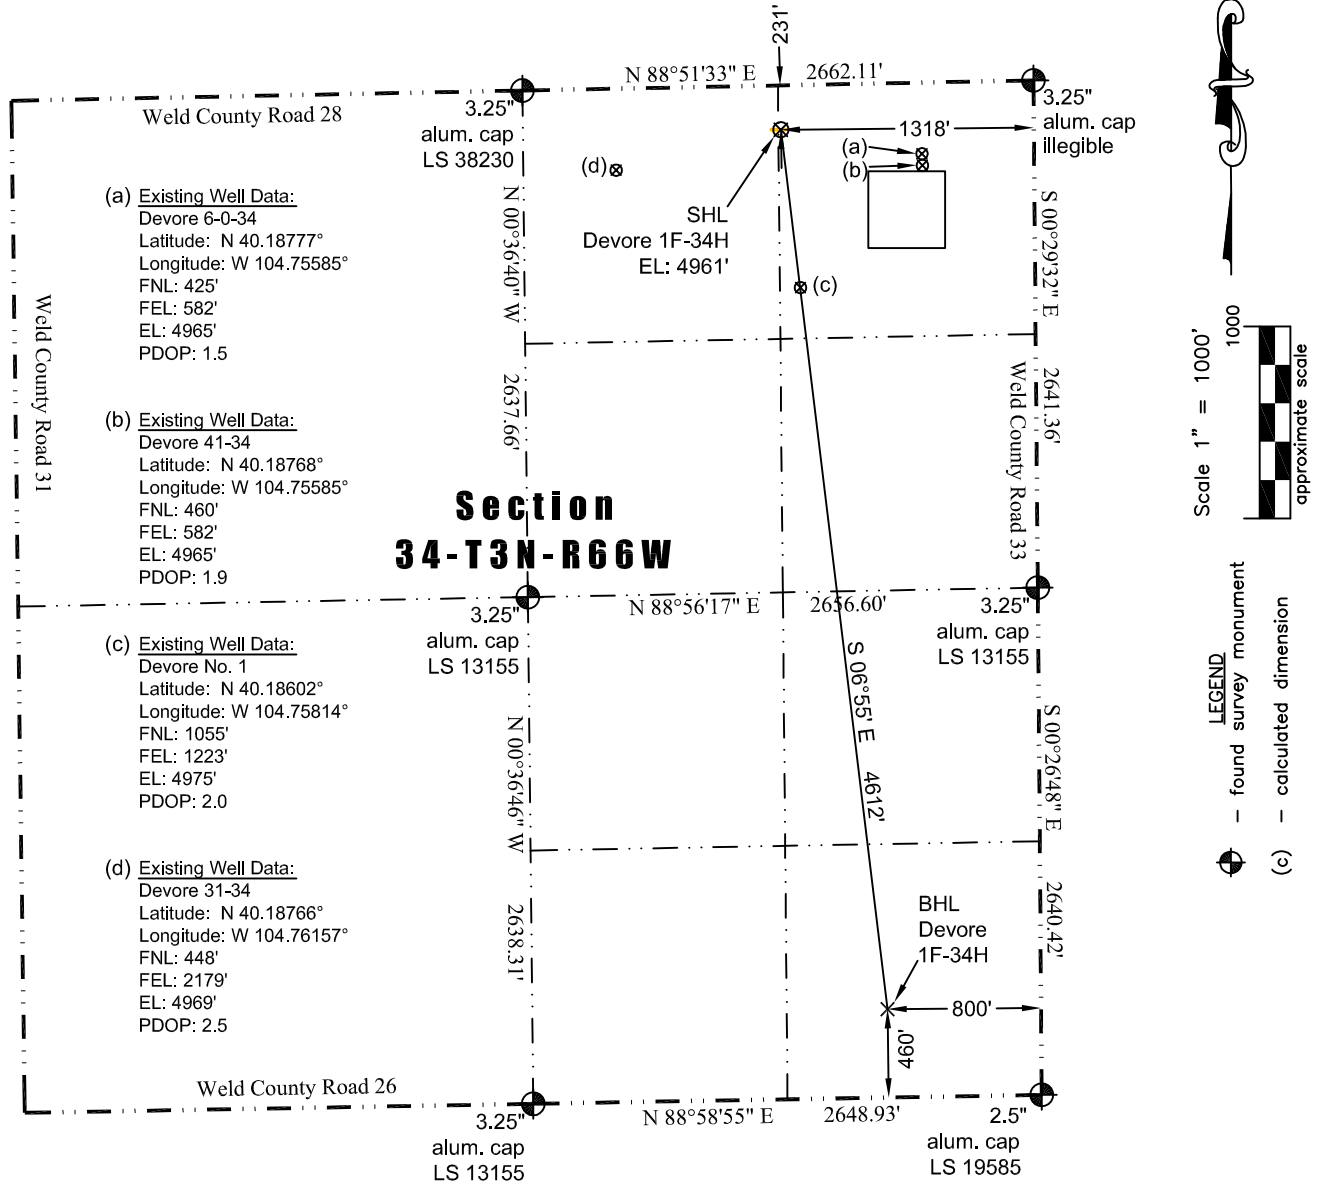 231'
N 88°51'33" E
2662.11'
Weld County Road 28
3.25"
alum. cap
LS 38230
3.25"
alum. cap
illegible
1318'
(a)
(b)
(d)
SHL
Devore 1F-34H
EL: 4961'
(c)
(a) Existing Well Data:
Devore 6-0-34
Latitude: N 40.18777°
Longitude: W 104.75585°
FNL: 425'
FEL: 582'
EL: 4965'
PDOP: 1.5
N 00°36'40" W
2637.66'
S 00°29'32" E
2641.36'
Weld County Road 31
Weld County Road 33
(b) Existing Well Data:
Devore 41-34
Latitude: N 40.18768°
Longitude: W 104.75585°
FNL: 460'
FEL: 582'
EL: 4965'
PDOP: 1.9
Section
34-T3N-R66W
N 88°56'17" E
2656.60'
3.25"
alum. cap
LS 13155
3.25"
alum. cap
LS 13155
(c) Existing Well Data:
Devore No. 1
Latitude: N 40.18602°
Longitude: W 104.75814°
FNL: 1055'
FEL: 1223'
EL: 4975'
PDOP: 2.0
S 06°55' E 4612'
N 00°36'46" W
2638.31'
S 00°26'48" E
2640.42'
(d) Existing Well Data:
Devore 31-34
Latitude: N 40.18766°
Longitude: W 104.76157°
FNL: 448'
FEL: 2179'
EL: 4969'
PDOP: 2.5
BHL
Devore
1F-34H
800'
460'
Weld County Road 26
N 88°58'55" E
2648.93'
3.25"
alum. cap
LS 13155
2.5"
alum. cap
LS 19585
Scale 1" = 1000'
1000
approximate scale
LEGEND
- found survey monument
(c) - calculated dimension